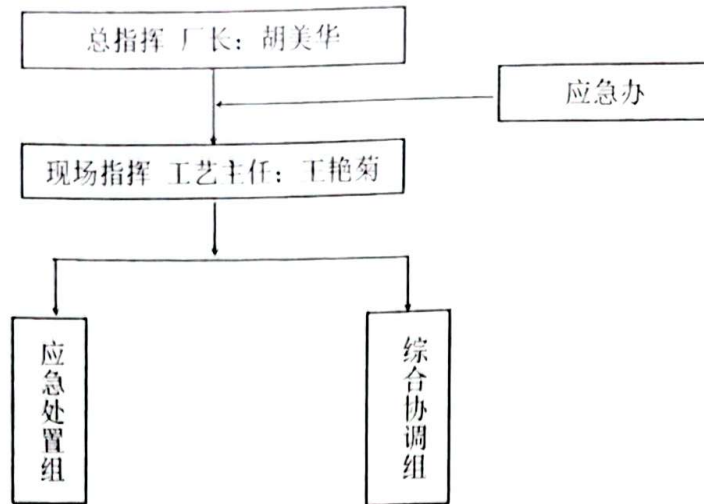 总指挥 厂长：胡美华
应急办
现场指挥 工艺主任：王艳菊
应急处置组
综合协调组